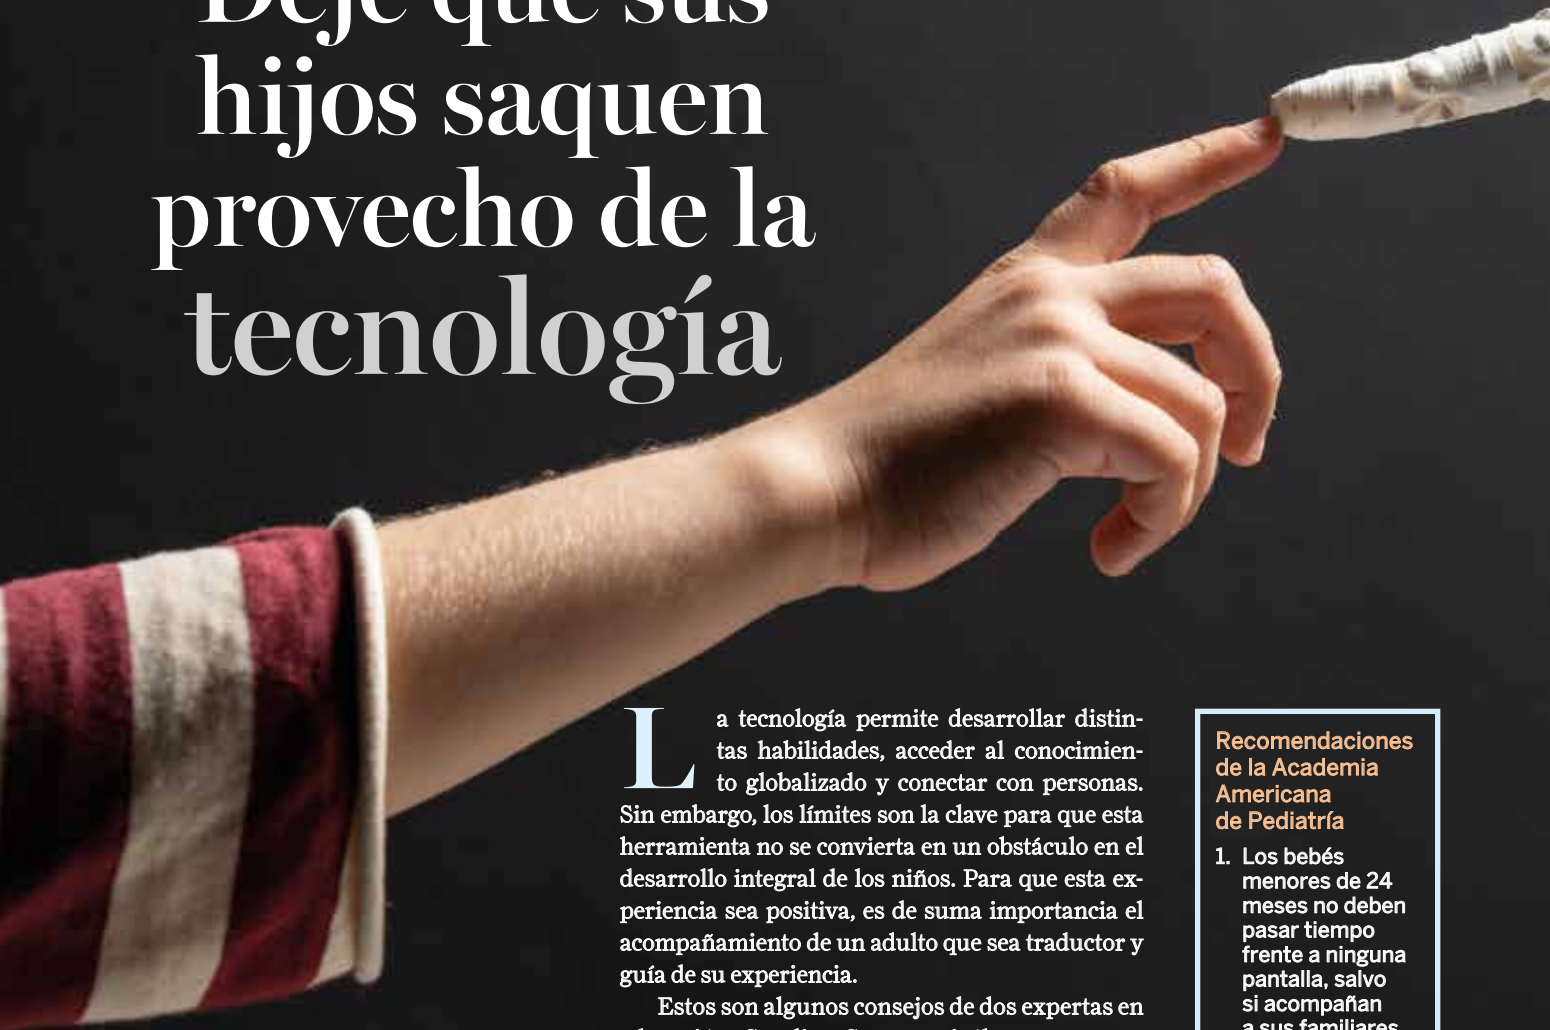 Deje que sus
hijos saquen
provecho de la
tecnología
La tecnología permite desarrollar distin-
tas habilidades, acceder al conocimien-
to globalizado y conectar con personas.
Sin embargo, los límites son la clave para que esta
herramienta no se convierta en un obstáculo en el
desarrollo integral de los niños. Para que esta ex-
periencia sea positiva, es de suma importancia el
acompañamiento de un adulto que sea traductor y
guía de su experiencia.
Estos son algunos consejos de dos expertas en
Recomendaciones
de la Academia
Americana
de Pediatría
1. Los bebés
menores de 24
meses no deben
pasar tiempo
frente a ninguna
pantalla, salvo
si acompañan
a sus familiares